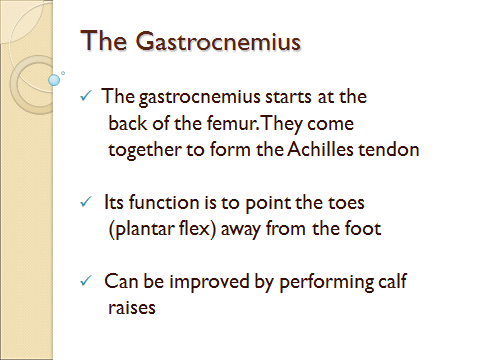 The Gastrocnemius
✓ The gastrocnemius starts at the
back of the femur.They come
together to form the Achilles tendon
✓ Its function is to point the toes
(plantar flex) away from the foot
✓ Can be improved by performing calf
raises